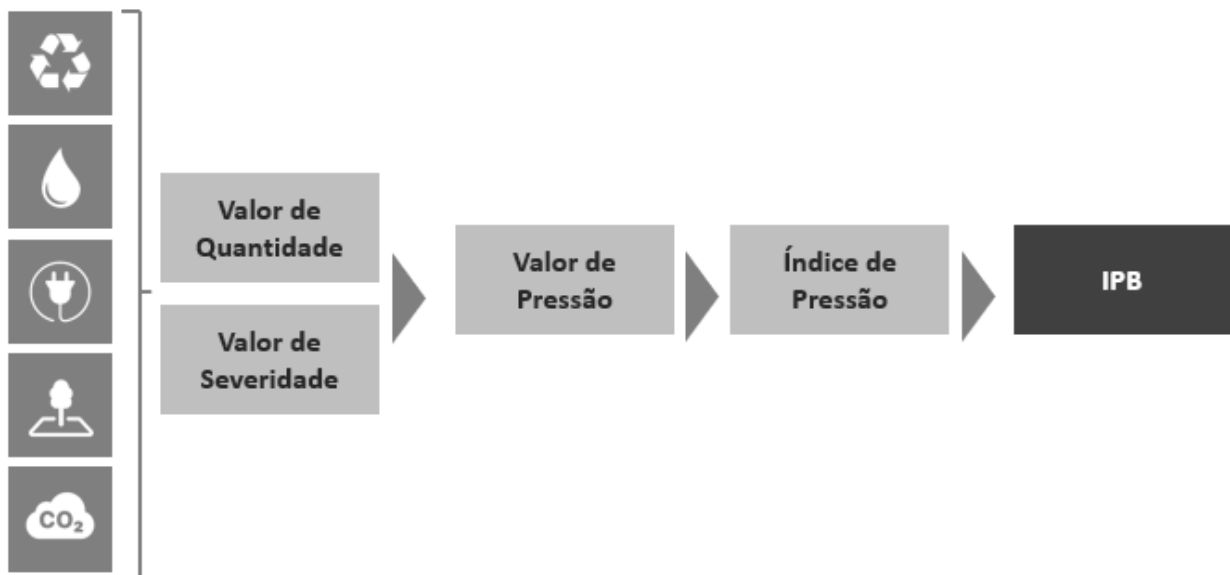 Valor de
Quantidade
Valor de
Severidade
Valor de
Pressão
Índice de
Pressão
IPB
CO₂